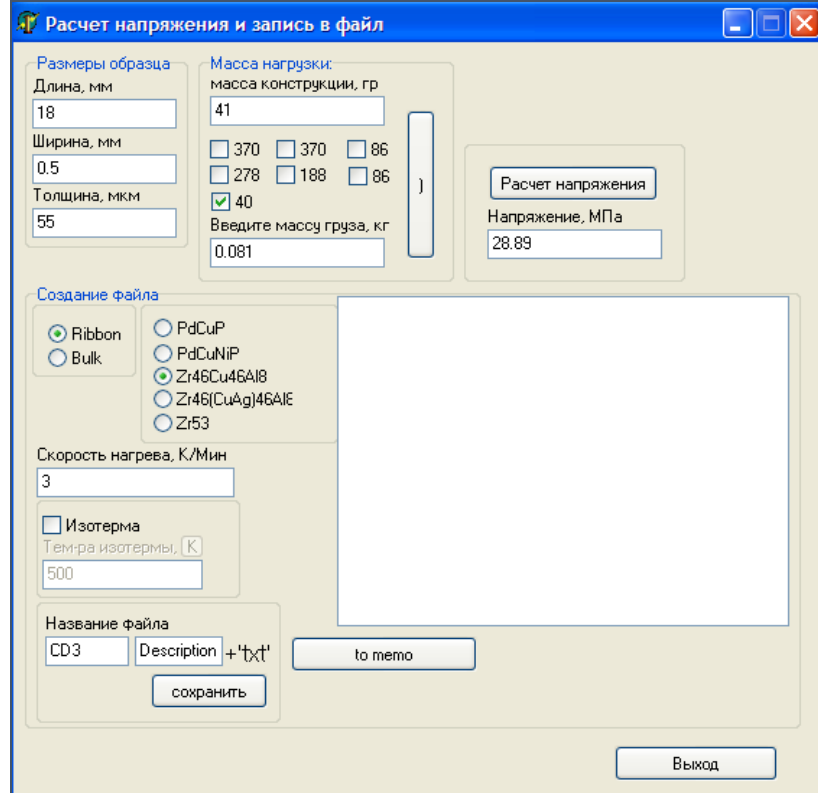 Расчет напряжения и запись в файл
Размеры образца
Длина, мм
18
Ширина, мм
0.5
Толщина, мкм
55
Масса нагрузки:
масса конструкции, гр
41
370 370 86
278 188 86
40
Введите массу груза, кг
0.081
)
Расчет напряжения
Напряжение, МПа
28.89
Создание файла
Ribbon
Bulk
PdCuP
PdCuNiP
Zr46Cu46Al8
Zr46(CuAg)46Al8
Zr53
Скорость нагрева, К/Мин
3
Изотерма
Тем-ра изотермы, K
500
Название файла
CD3 Description +'txt'
сохранить
to memo
Выход